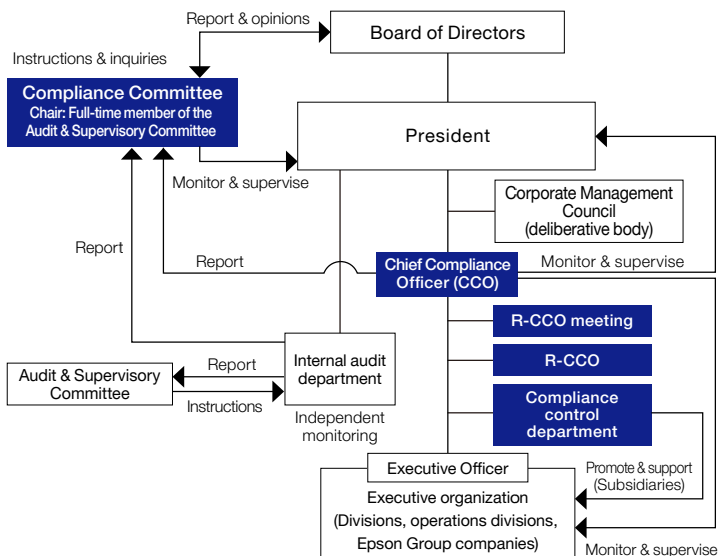 Report & opinions
Board of Directors
Instructions & inquiries
Compliance Committee
Chair: Full-time member of the
Audit & Supervisory Committee
President
Monitor & supervise
Corporate Management
Council
(deliberative body)
Report
Report
Chief Compliance
Officer (CCO)
Monitor & supervise
R-CCO meeting
R-CCO
Internal audit
department
Report
Audit & Supervisory
Committee
Instructions
Independent
monitoring
Compliance
control
department
Executive Officer
Promote & support
(Subsidiaries)
Executive organization
(Divisions, operations divisions,
Epson Group companies)
Monitor & supervise